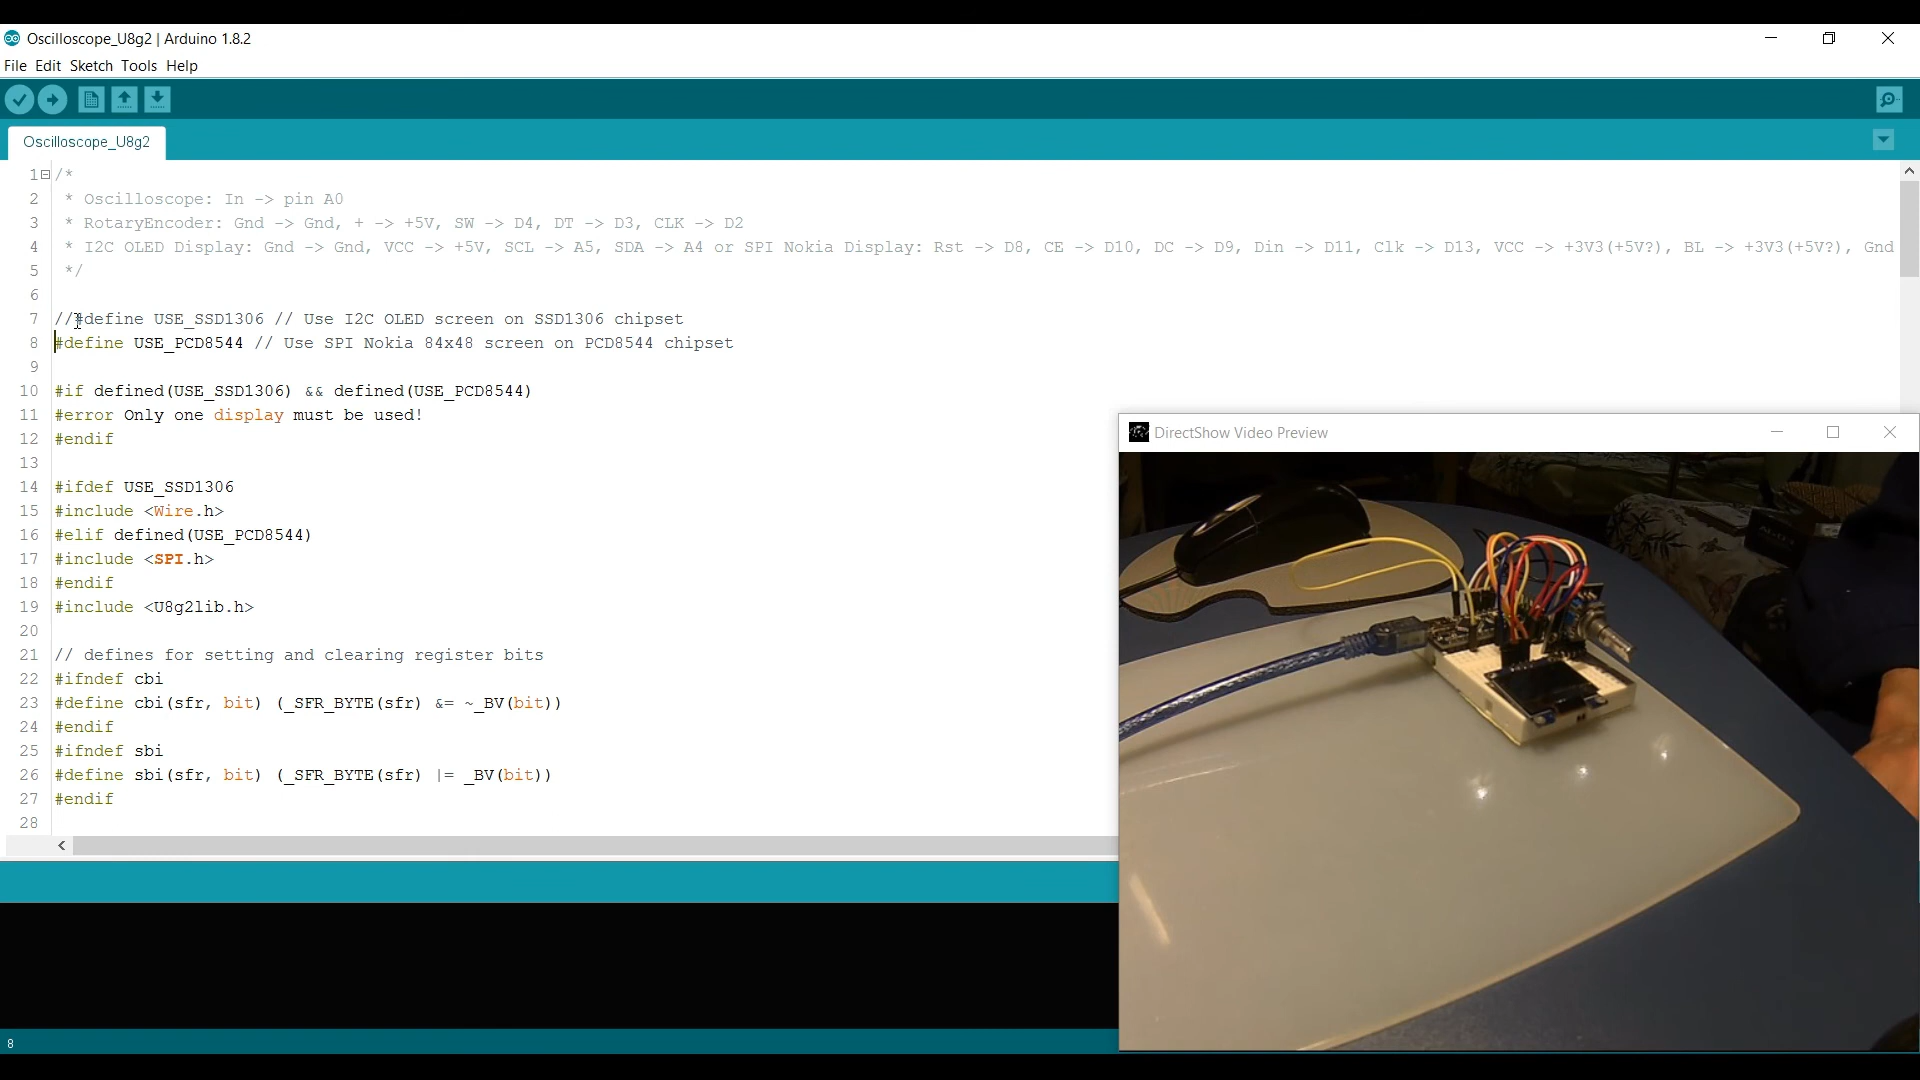 Oscilloscope_U8g2 | Arduino 1.8.2
File Edit Sketch Tools Help
Oscilloscope_U8g2
1 /*
2 * Oscilloscope: In -> pin A0
3 * RotaryEncoder: Gnd -> Gnd, + -> +5V, SW -> D4, DT -> D3, CLK -> D2
4 * I2C OLED Display: Gnd -> Gnd, VCC -> +5V, SCL -> A5, SDA -> A4 or SPI Nokia Display: Rst -> D8, CE -> D10, DC -> D9, Din -> D11, Clk -> D13, VCC -> +3V3(+5V?), BL -> +3V3(+5V?), Gnd
5 */
6
7 //#define USE_SSD1306 // Use I2C OLED screen on SSD1306 chipset
8 #define USE_PCD8544 // Use SPI Nokia 84x48 screen on PCD8544 chipset
9
10 #if defined(USE_SSD1306) && defined(USE_PCD8544)
11 #error Only one display must be used!
12 #endif
13
14 #ifdef USE_SSD1306
15 #include <Wire.h>
16 #elif defined(USE_PCD8544)
17 #include <SPI.h>
18 #endif
19 #include <U8g2lib.h>
20
21 // defines for setting and clearing register bits
22 #ifndef cbi
23 #define cbi(sfr, bit) (_SFR_BYTE(sfr) &= ~_BV(bit))
24 #endif
25 #ifndef sbi
26 #define sbi(sfr, bit) (_SFR_BYTE(sfr) |= _BV(bit))
27 #endif
28
DirectShow Video Preview
8